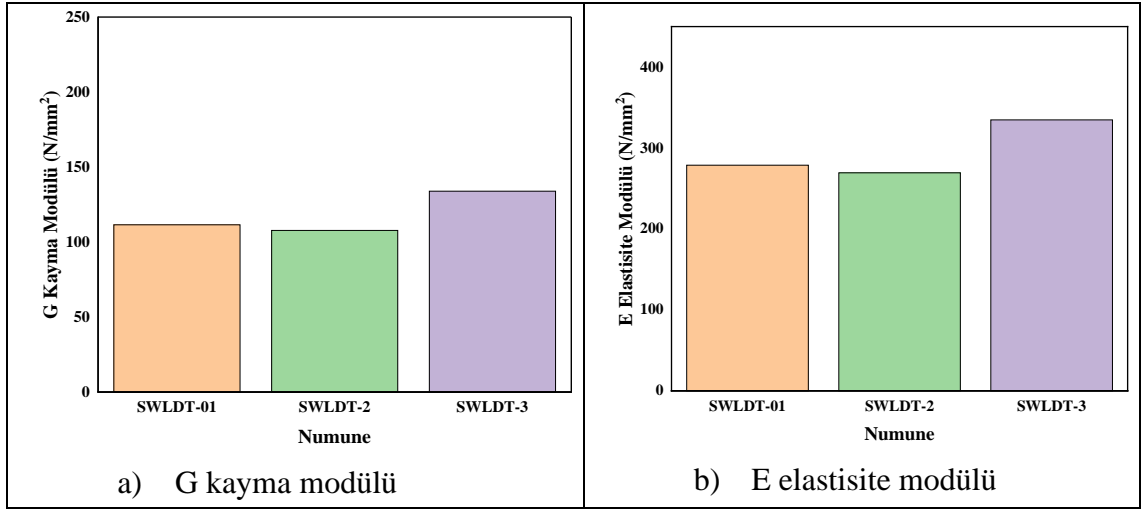 250
200
150
100
50
0
G Kayma Modülü (N/mm²)
SWLDT-01 SWLDT-2 SWLDT-3
Numune
a) G kayma modülü
400
300
200
100
0
E Elastisite Modülü (N/mm²)
SWLDT-01 SWLDT-2 SWLDT-3
Numune
b) E elastisite modülü